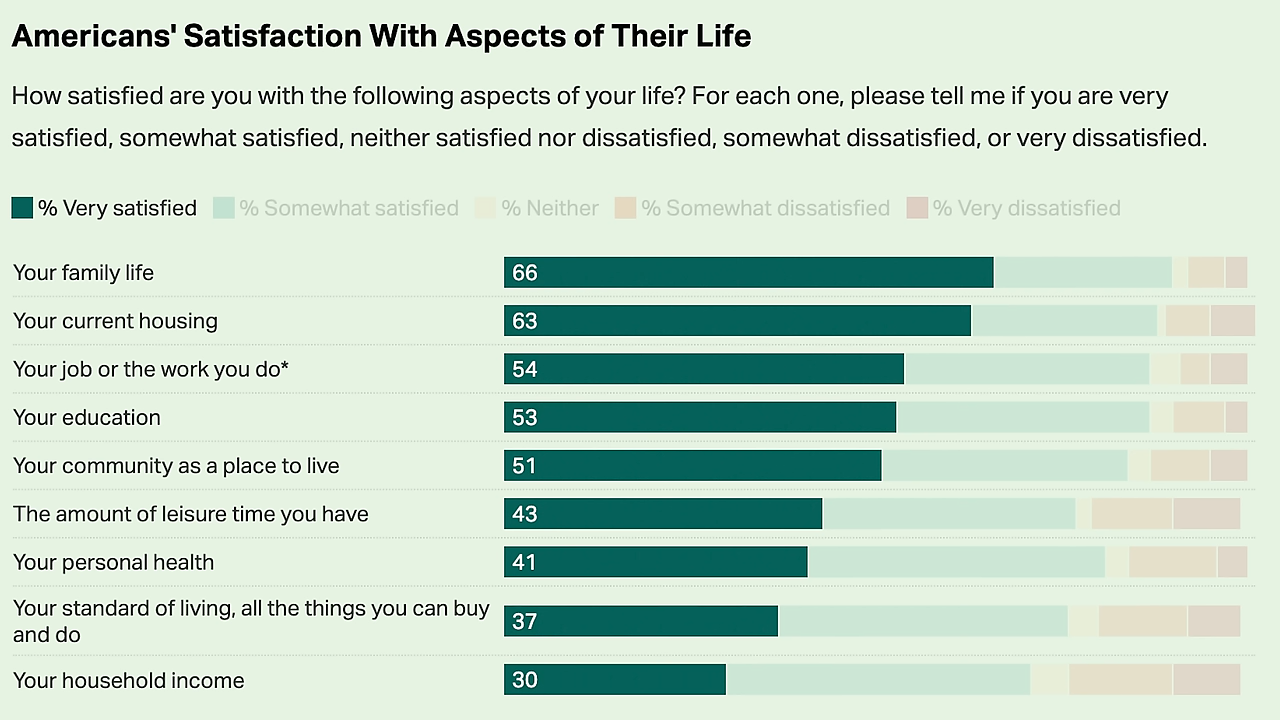 Americans' Satisfaction With Aspects of Their Life
How satisfied are you with the following aspects of your life? For each one, please tell me if you are very
satisfied, somewhat satisfied, neither satisfied nor dissatisfied, somewhat dissatisfied, or very dissatisfied.
% Very satisfied % Somewhat satisfied % Neither % Somewhat dissatisfied % Very dissatisfied
Your family life 66
Your current housing 63
Your job or the work you do* 54
Your education 53
Your community as a place to live 51
The amount of leisure time you have 43
Your personal health 41
Your standard of living, all the things you can buy
and do 37
Your household income 30